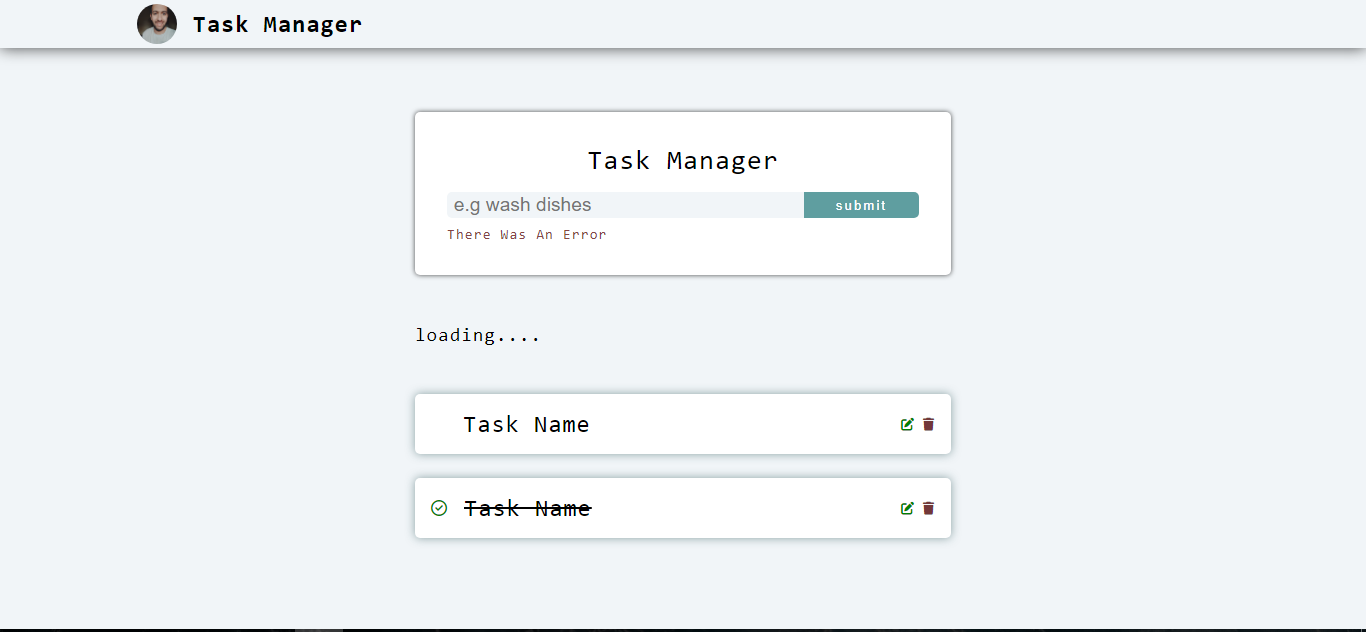 Task Manager
Task Manager
e.g wash dishes
submit
There Was An Error
loading....
Task Name
Task Name